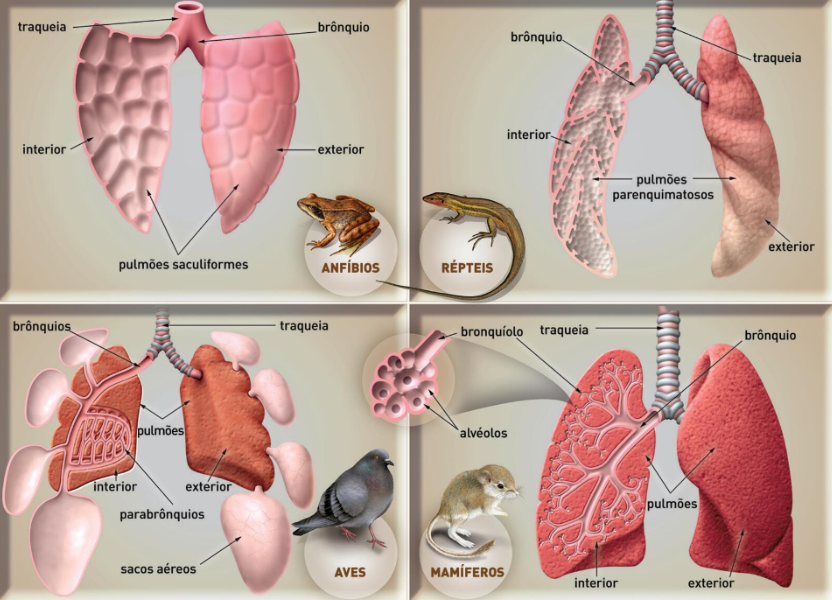 traqueia
brônquio
interior
exterior
pulmões saculiformes
ANFÍBIOS
brônquio
traqueia
interior
pulmões
parenquimatosos
exterior
RÉPTEIS
brônquios
traqueia
pulmões
interior
exterior
parabrônquios
sacos aéreos
AVES
bronquíolo
traqueia
brônquio
alvéolos
pulmões
interior
exterior
MAMÍFEROS